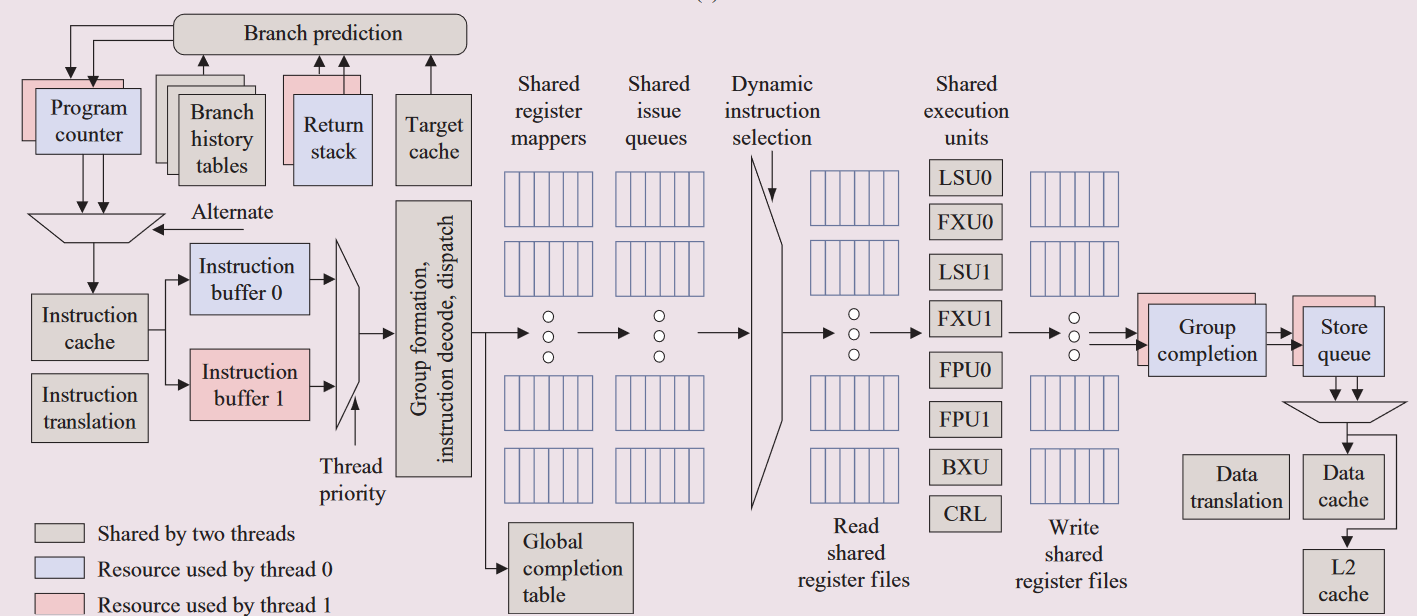 Branch prediction
Program
counter
Branch
history
tables
Return
stack
Target
cache
Shared
register
mappers
Shared
issue
queues
Dynamic
instruction
selection
Shared
execution
units
Alternate
Instruction
cache
Instruction
translation
Instruction
buffer 0
Instruction
buffer 1
Thread
priority
Group formation,
instruction decode, dispatch
Global
completion
table
LSU0
FXU0
LSU1
FXU1
FPU0
FPU1
BXU
CRL
Read
shared
register files
Write
shared
register files
Group
completion
Store
queue
Data
translation
Data
cache
L2
cache
Shared by two threads
Resource used by thread 0
Resource used by thread 1